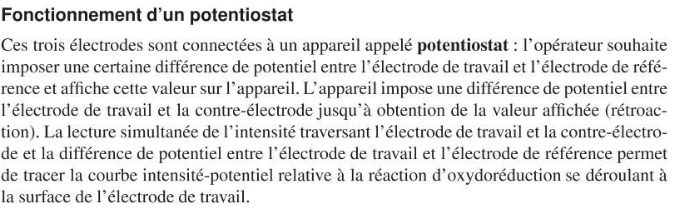 Fonctionnement d'un potentiostat
Ces trois électrodes sont connectées à un appareil appelé potentiostat : l'opérateur souhaite
imposer une certaine différence de potentiel entre l'électrode de travail et l'électrode de réfé-
rence et affiche cette valeur sur l'appareil. L'appareil impose une différence de potentiel entre
l'électrode de travail et la contre-électrode jusqu'à obtention de la valeur affichée (rétroac-
tion). La lecture simultanée de l'intensité traversant l'électrode de travail et la contre-électro-
de et la différence de potentiel entre l'électrode de travail et l'électrode de référence permet
de tracer la courbe intensité-potentiel relative à la réaction d'oxydoréduction se déroulant à
la surface de l'électrode de travail.